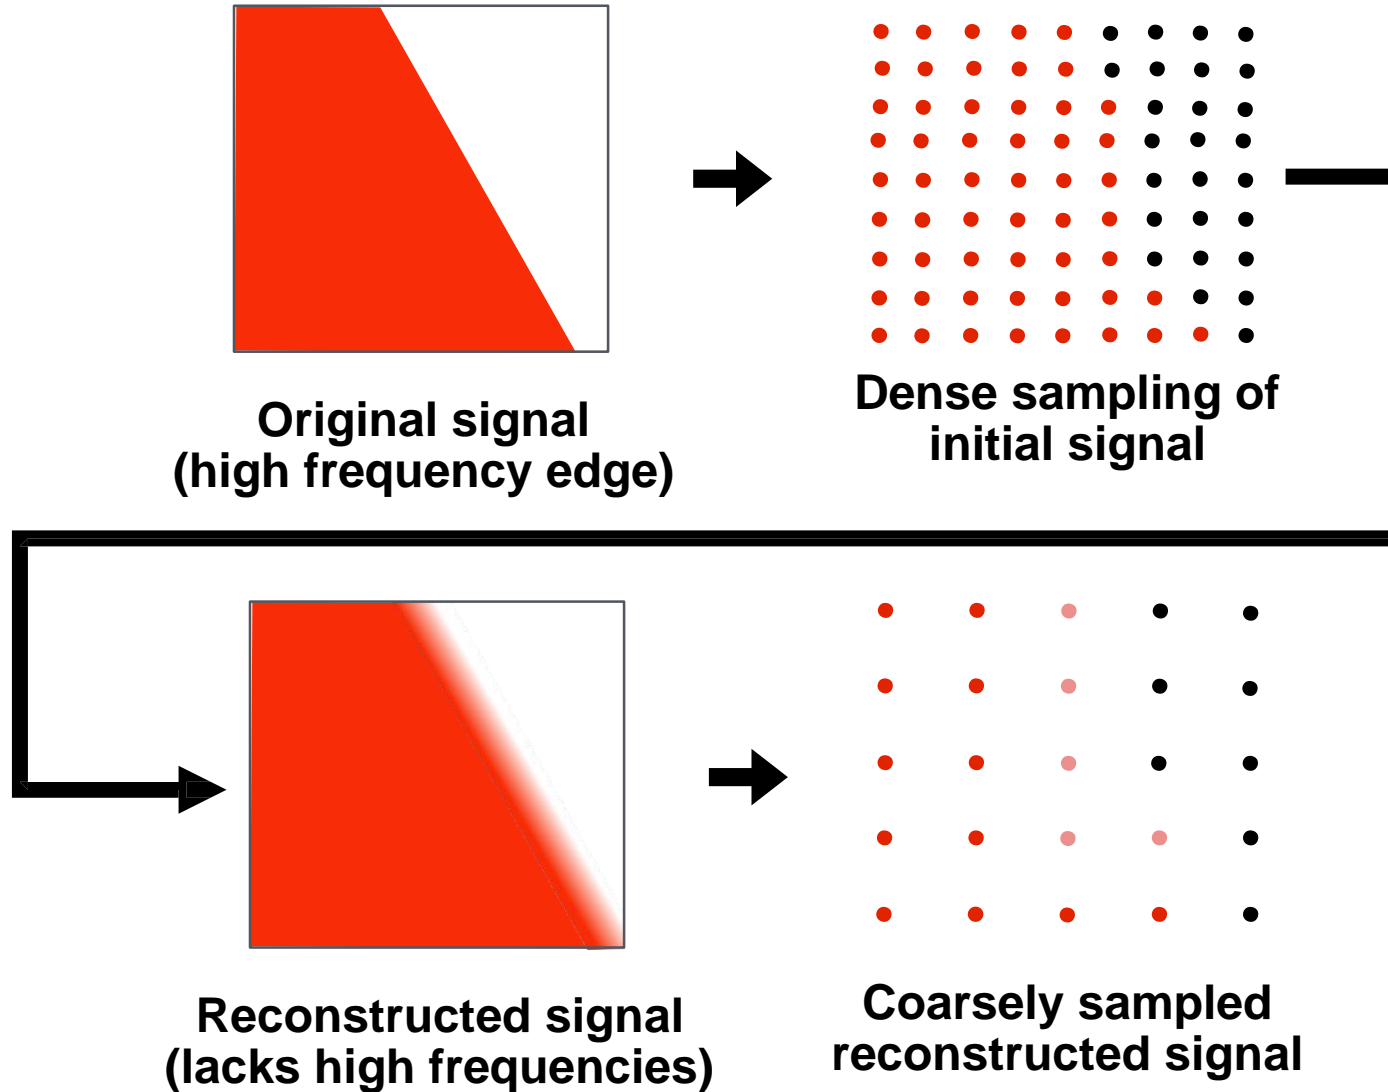 Original signal
(high frequency edge)
Dense sampling of
initial signal
Reconstructed signal
(lacks high frequencies)
Coarsely sampled
reconstructed signal